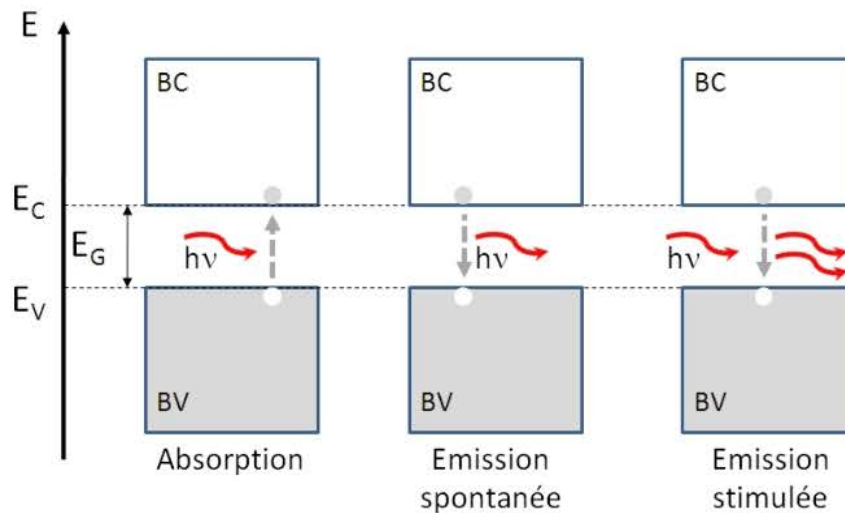 E
BC
BC
BC
E_C
E_G
hν
hν
hν
E_V
BV
BV
BV
Absorption
Emission
spontanée
Emission
stimulée